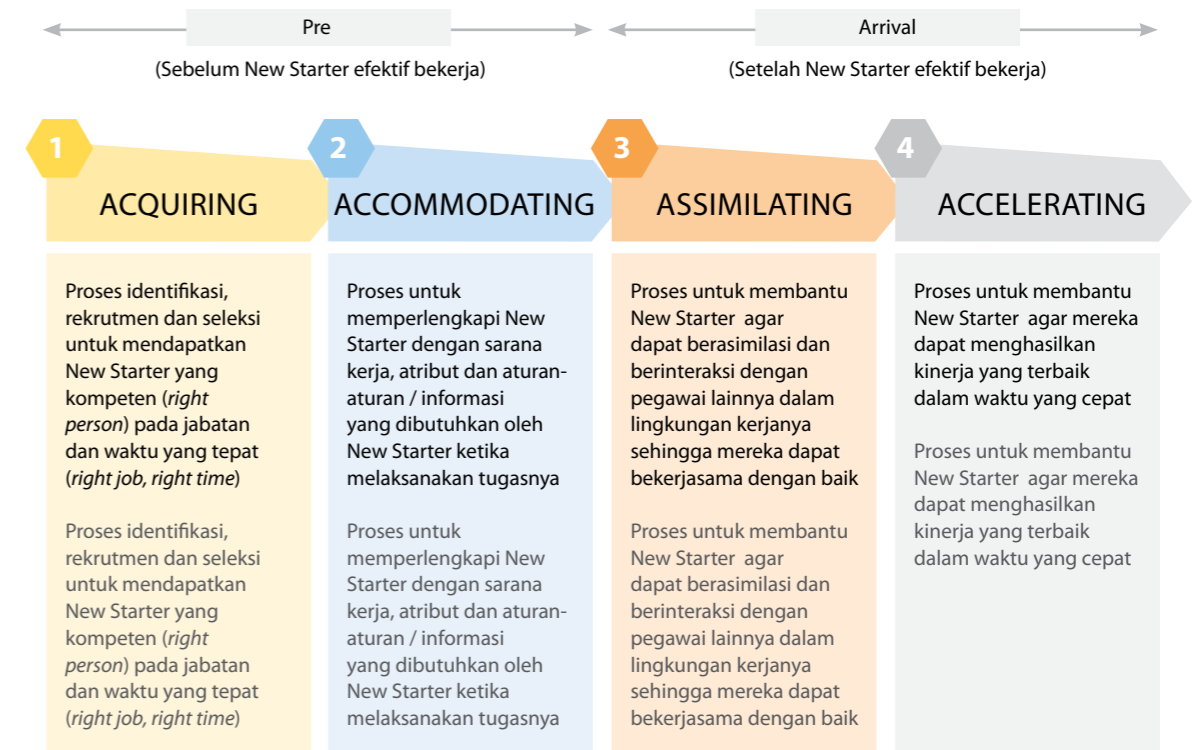 Pre
(Sebelum New Starter efektif bekerja)
Arrival
(Setelah New Starter efektif bekerja)
1
ACQUIRING
Proses identifikasi,
rekrutmen dan seleksi
untuk mendapatkan
New Starter yang
kompeten (right
person) pada jabatan
dan waktu yang tepat
(right job, right time)
Proses identifikasi,
rekrutmen dan seleksi
untuk mendapatkan
New Starter yang
kompeten (right
person) pada jabatan
dan waktu yang tepat
(right job, right time)
2
ACCOMMODATING
Proses untuk
memperlengkapi New
Starter dengan sarana
kerja, atribut dan aturan-
aturan / informasi
yang dibutuhkan oleh
New Starter ketika
melaksanakan tugasnya
Proses untuk
memperlengkapi New
Starter dengan sarana
kerja, atribut dan aturan-
aturan / informasi
yang dibutuhkan oleh
New Starter ketika
melaksanakan tugasnya
3
ASSIMILATING
Proses untuk membantu
New Starter agar
dapat berasimilasi dan
berinteraksi dengan
pegawai lainnya dalam
lingkungan kerjanya
sehingga mereka dapat
bekerjasama dengan baik
Proses untuk membantu
New Starter agar
dapat berasimilasi dan
berinteraksi dengan
pegawai lainnya dalam
lingkungan kerjanya
sehingga mereka dapat
bekerjasama dengan baik
4
ACCELERATING
Proses untuk membantu
New Starter agar mereka
dapat menghasilkan
kinerja yang terbaik
dalam waktu yang cepat
Proses untuk membantu
New Starter agar mereka
dapat menghasilkan
kinerja yang terbaik
dalam waktu yang cepat